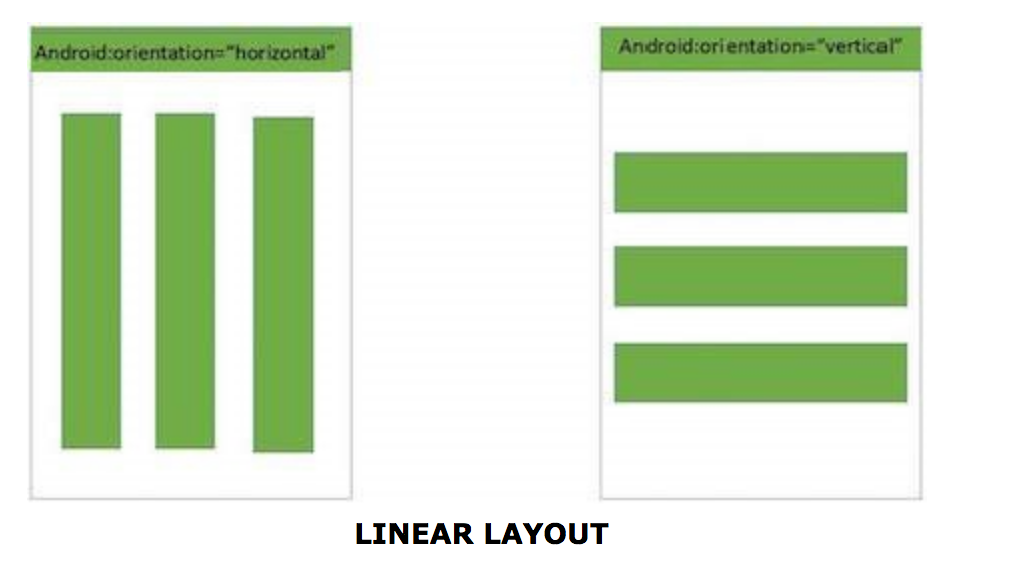 Android:orientation=”horizontal”
Android:orientation=”vertical”
LINEAR LAYOUT